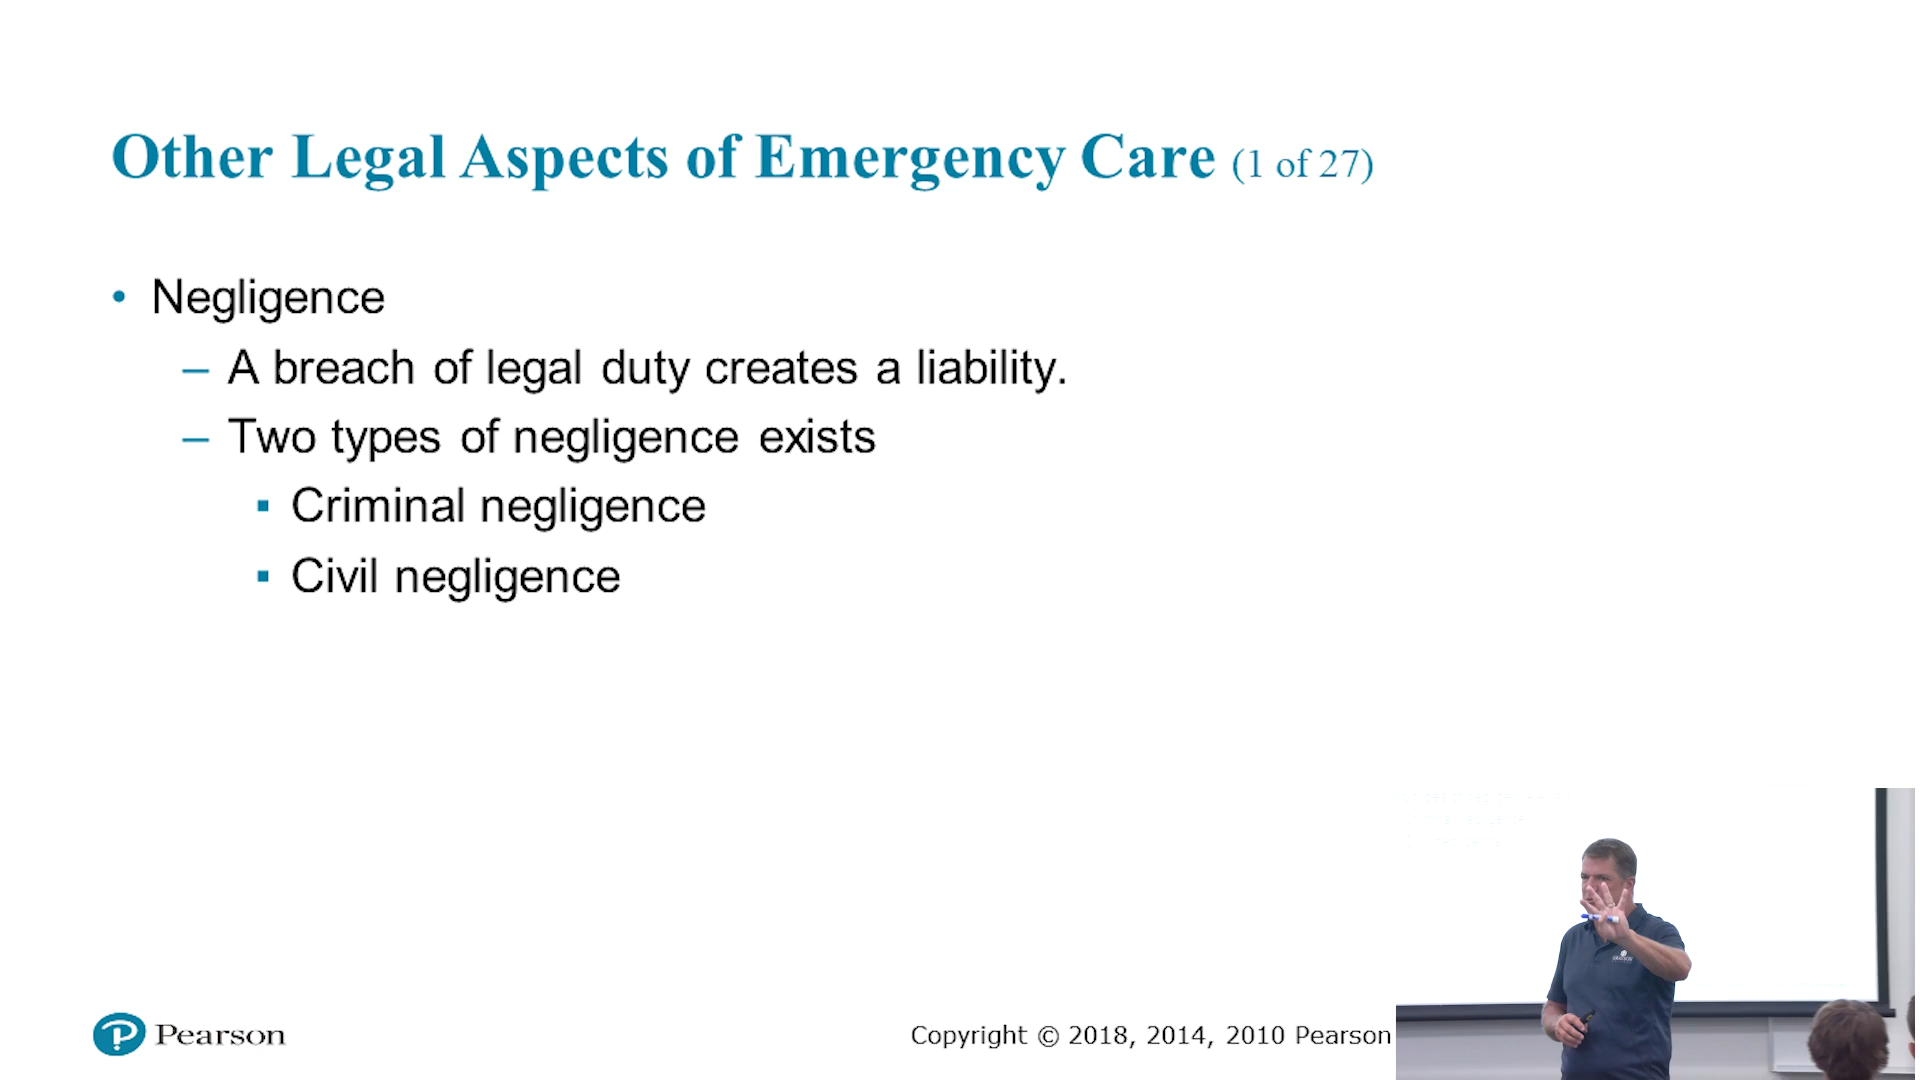 Other Legal Aspects of Emergency Care (1 of 27)
• Negligence
– A breach of legal duty creates a liability.
– Two types of negligence exists
▪ Criminal negligence
▪ Civil negligence
Pearson
Copyright © 2018, 2014, 2010 Pearson